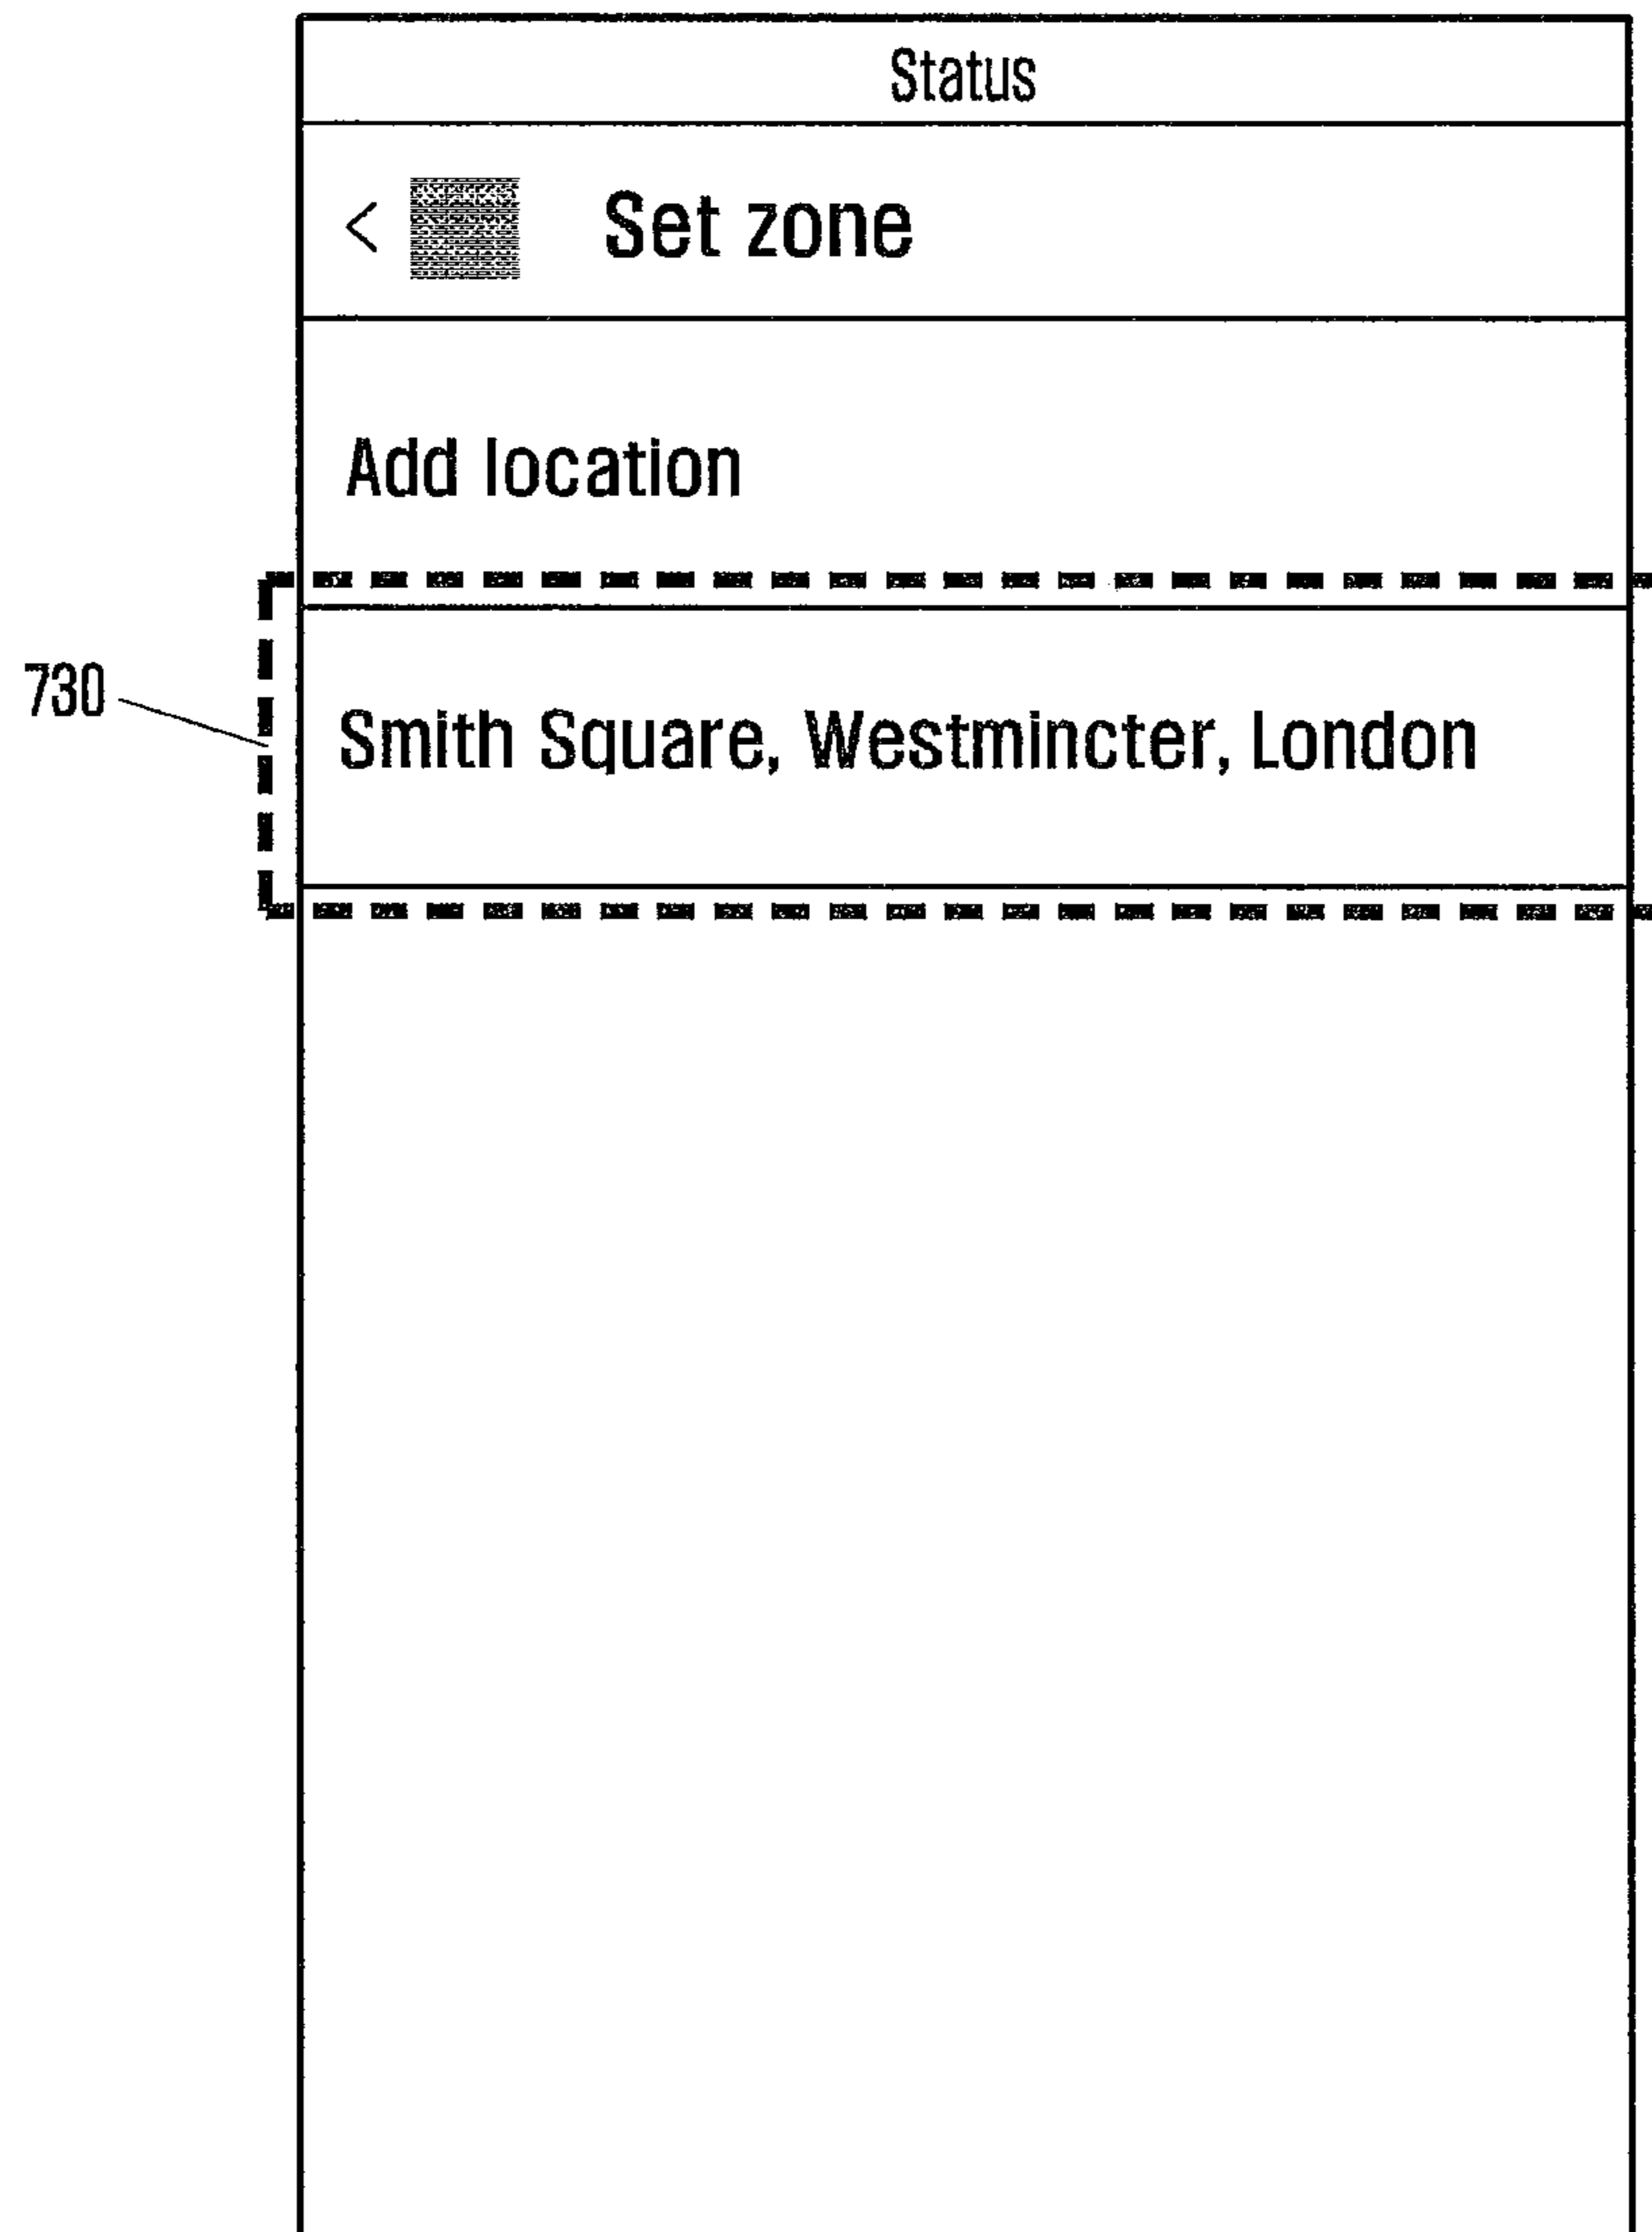 Status
< Set zone
Add location
730
Smith Square, Westmincter, London